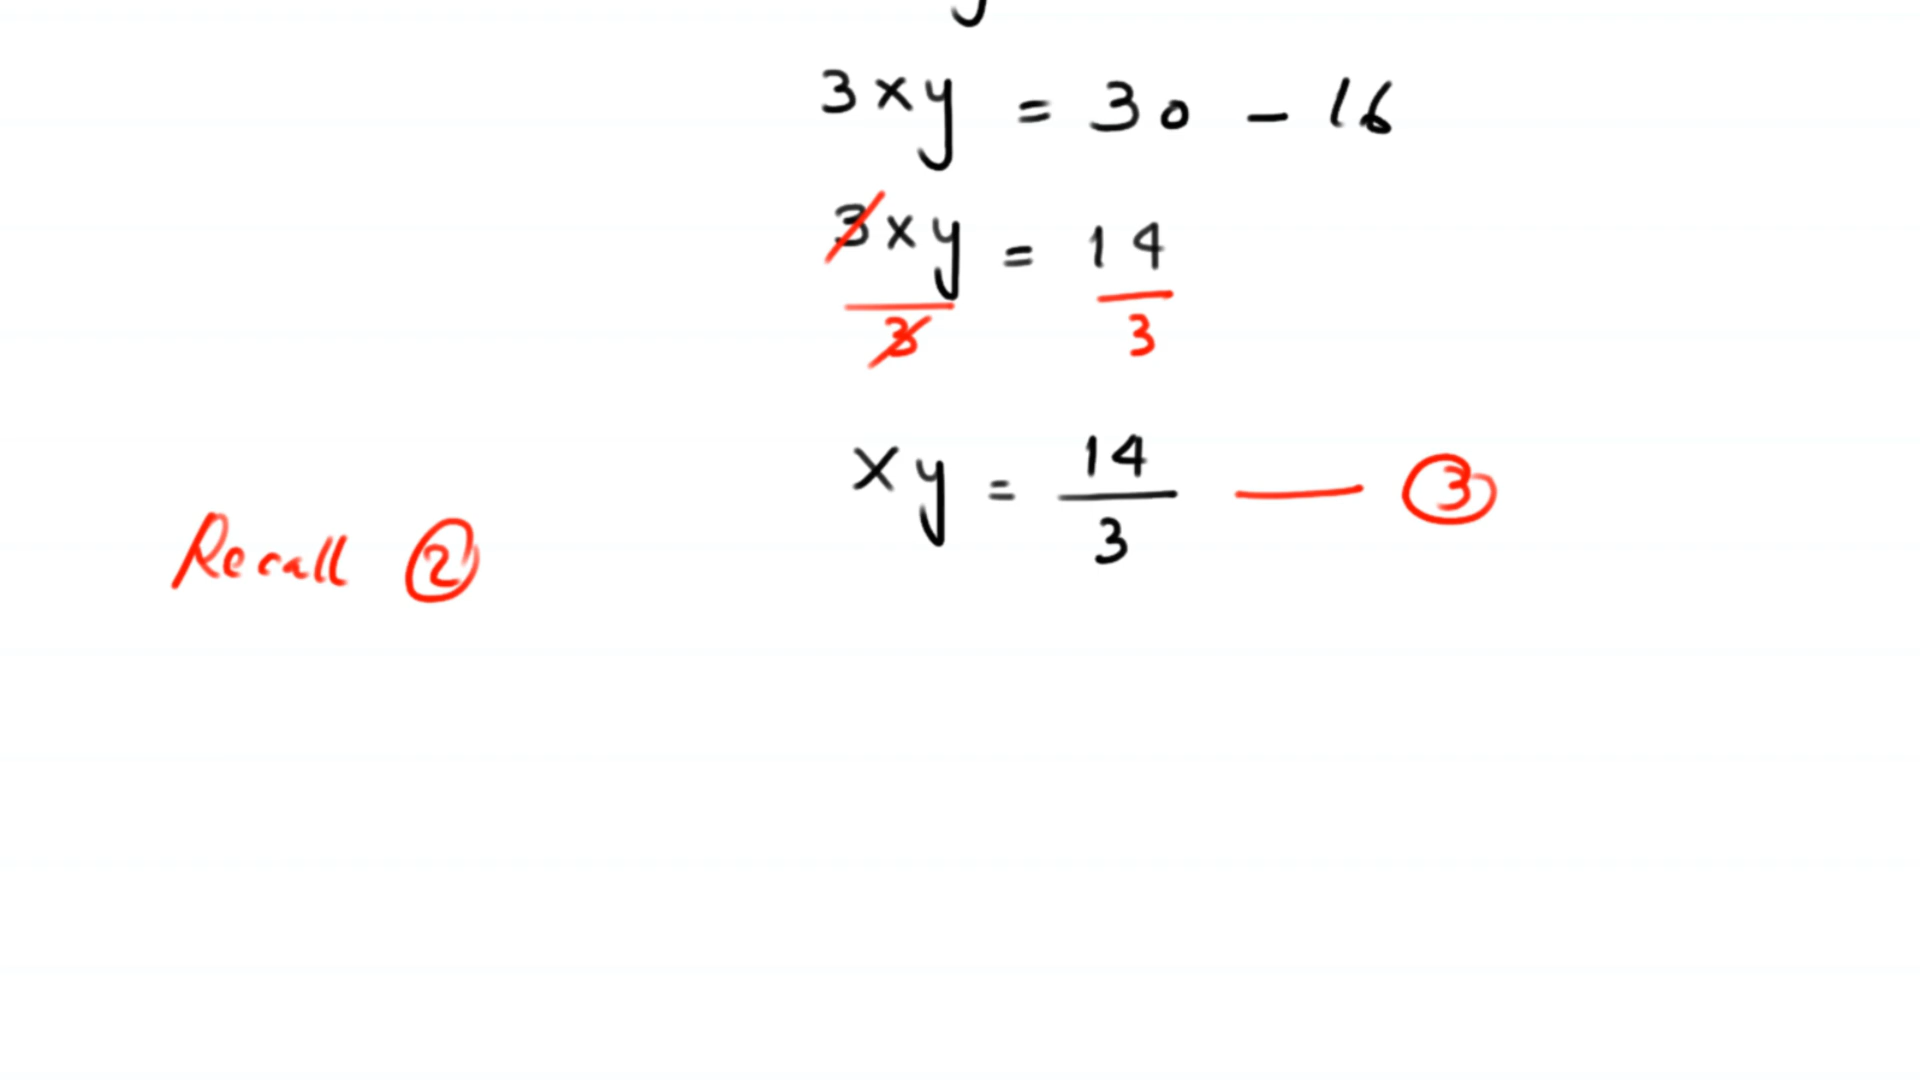 3xy = 30 - 16
3xy = 14
3 3
xy = 14 — ③
3
Recall ②